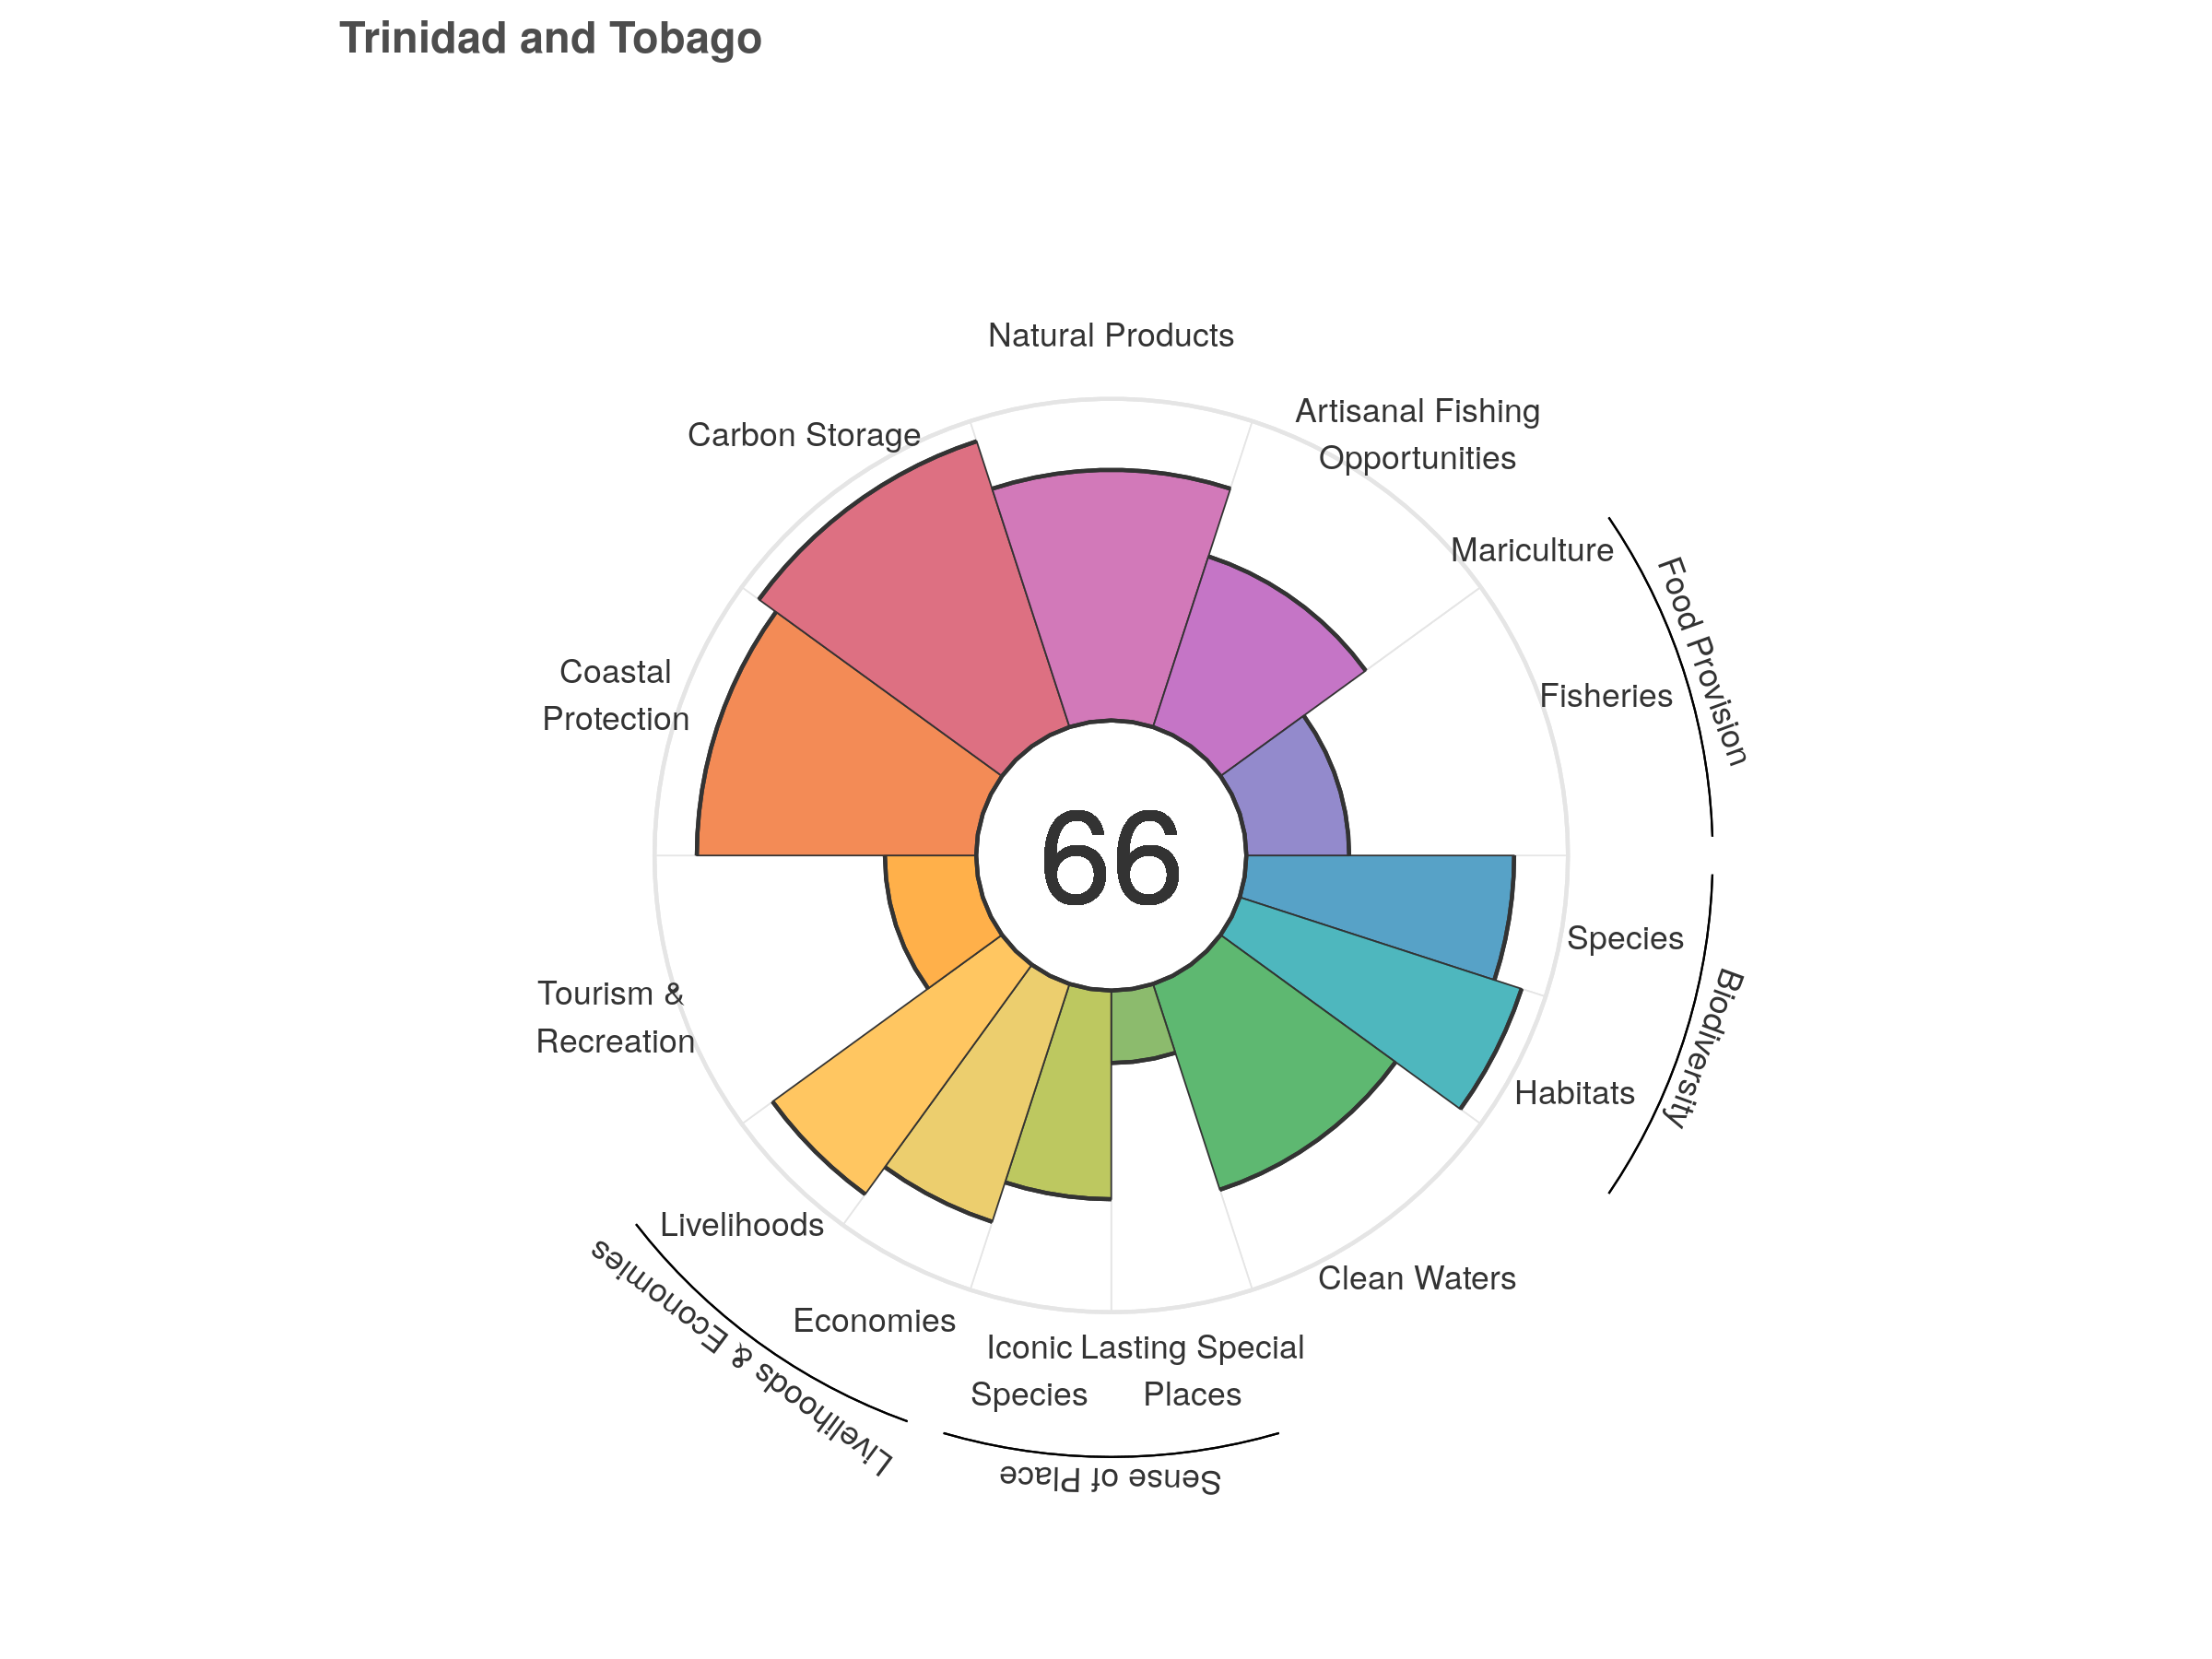 Trinidad and Tobago
Natural Products
Artisanal Fishing
Opportunities
Carbon Storage
Mariculture
Food Provision
Fisheries
Coastal
Protection
66
Species
Biodiversity
Tourism &
Recreation
Habitats
Livelihoods
Clean Waters
Economies
Livelihoods & Economies
Iconic
Species
Lasting Special
Places
Sense of Place